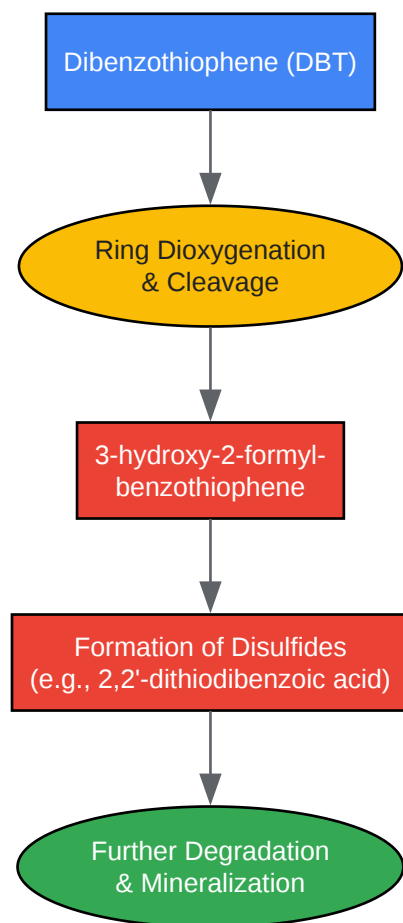 Dibenzothiophene (DBT)
Ring Dioxygenation
& Cleavage
3-hydroxy-2-formyl-
benzothiophene
Formation of Disulfides
(e.g., 2,2'-dithiodibenzoic acid)
Further Degradation
& Mineralization